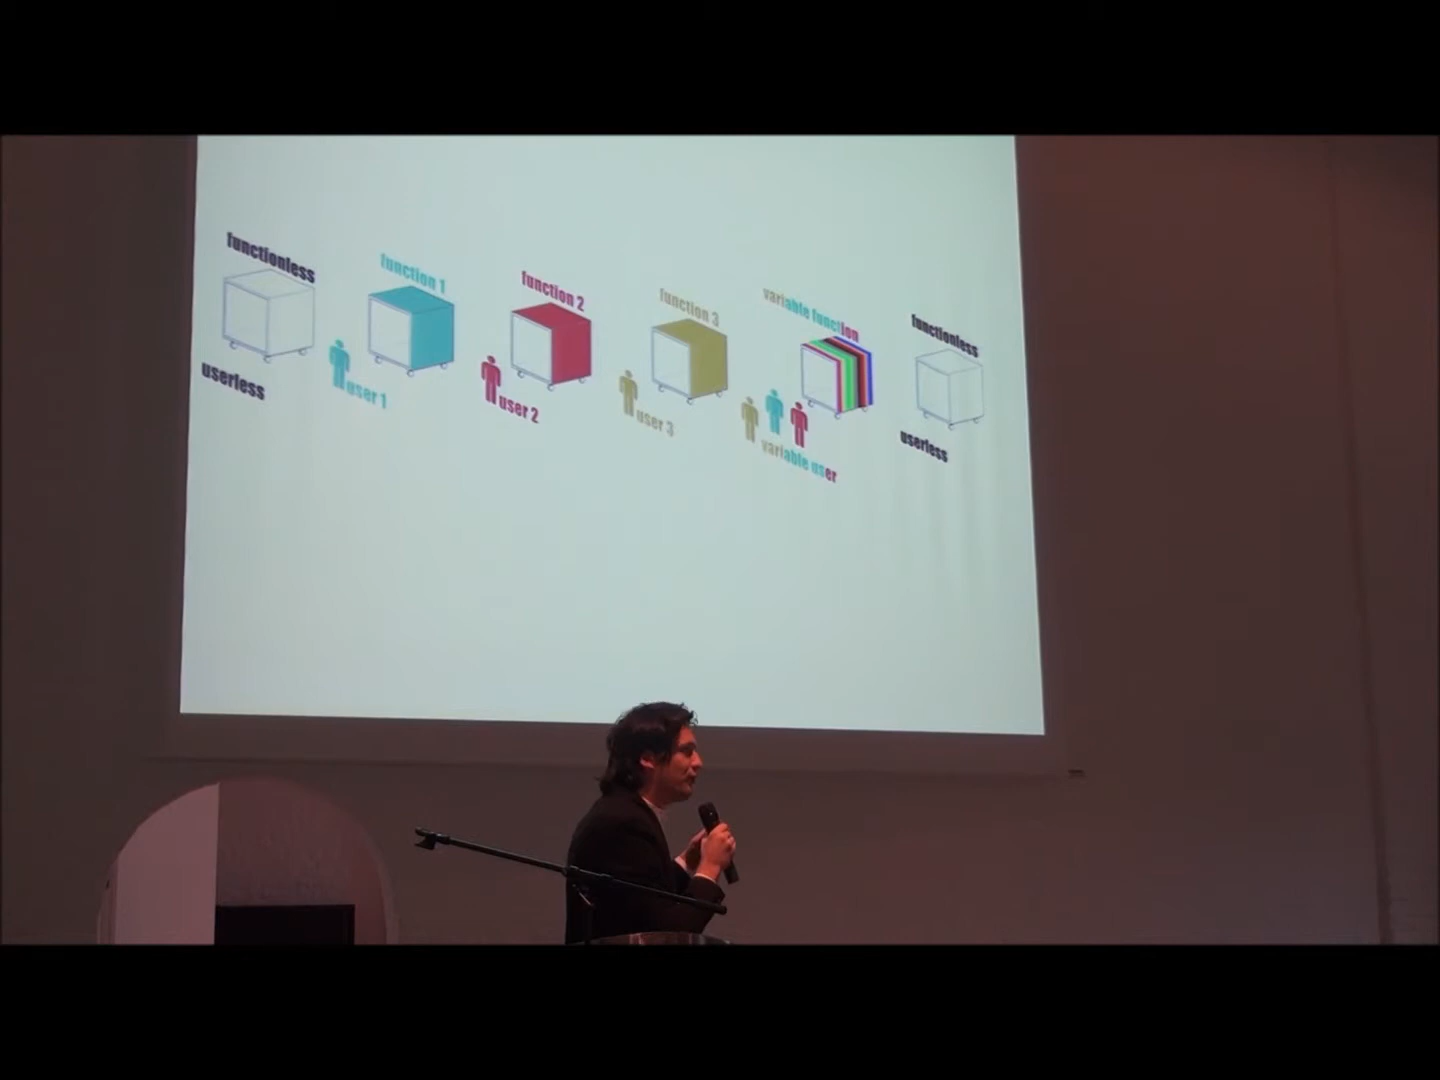 functionless
userless
function 1
user 1
function 2
user 2
function 3
user 3
variable function
variable user
functionless
userless